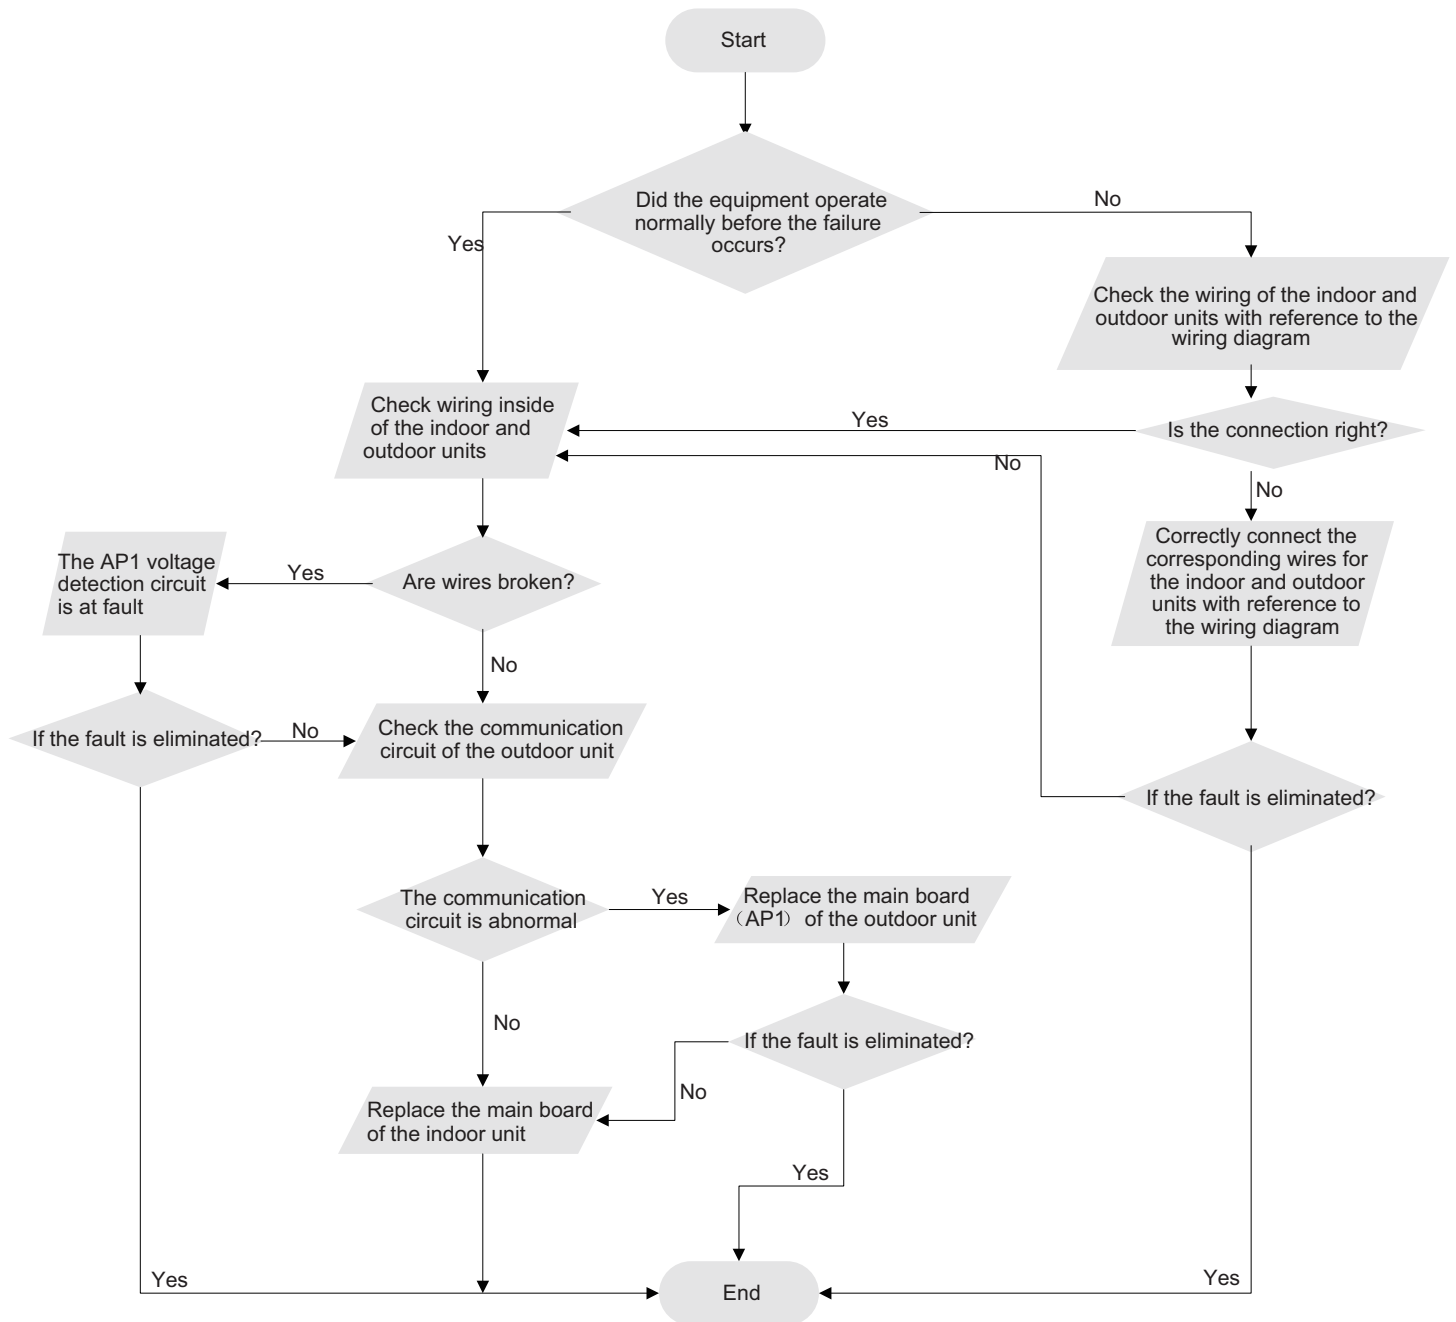 Start
Did the equipment operate
normally before the failure
occurs?
Yes
No
Check the wiring of the indoor and
outdoor units with reference to the
wiring diagram
Check wiring inside
of the indoor and
outdoor units
Yes
Is the connection right?
No
No
Correctly connect the
corresponding wires for
the indoor and outdoor
units with reference to
the wiring diagram
The AP1 voltage
detection circuit
is at fault
Yes
Are wires broken?
No
If the fault is eliminated?
No
Check the communication
circuit of the outdoor unit
If the fault is eliminated?
The communication
circuit is abnormal
Yes
Replace the main board
（AP1） of the outdoor unit
No
If the fault is eliminated?
No
Replace the main board
of the indoor unit
Yes
Yes
End
Yes